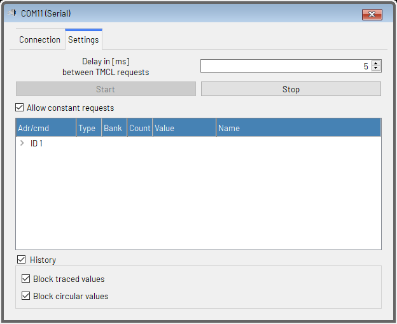 COM11 (Serial)
Connection Settings
Delay in [ms]
between TMCL requests
5
Start Stop
Allow constant requests
Adr/cmd Type Bank Count Value Name
ID.1
History
Block traced values
Block circular values